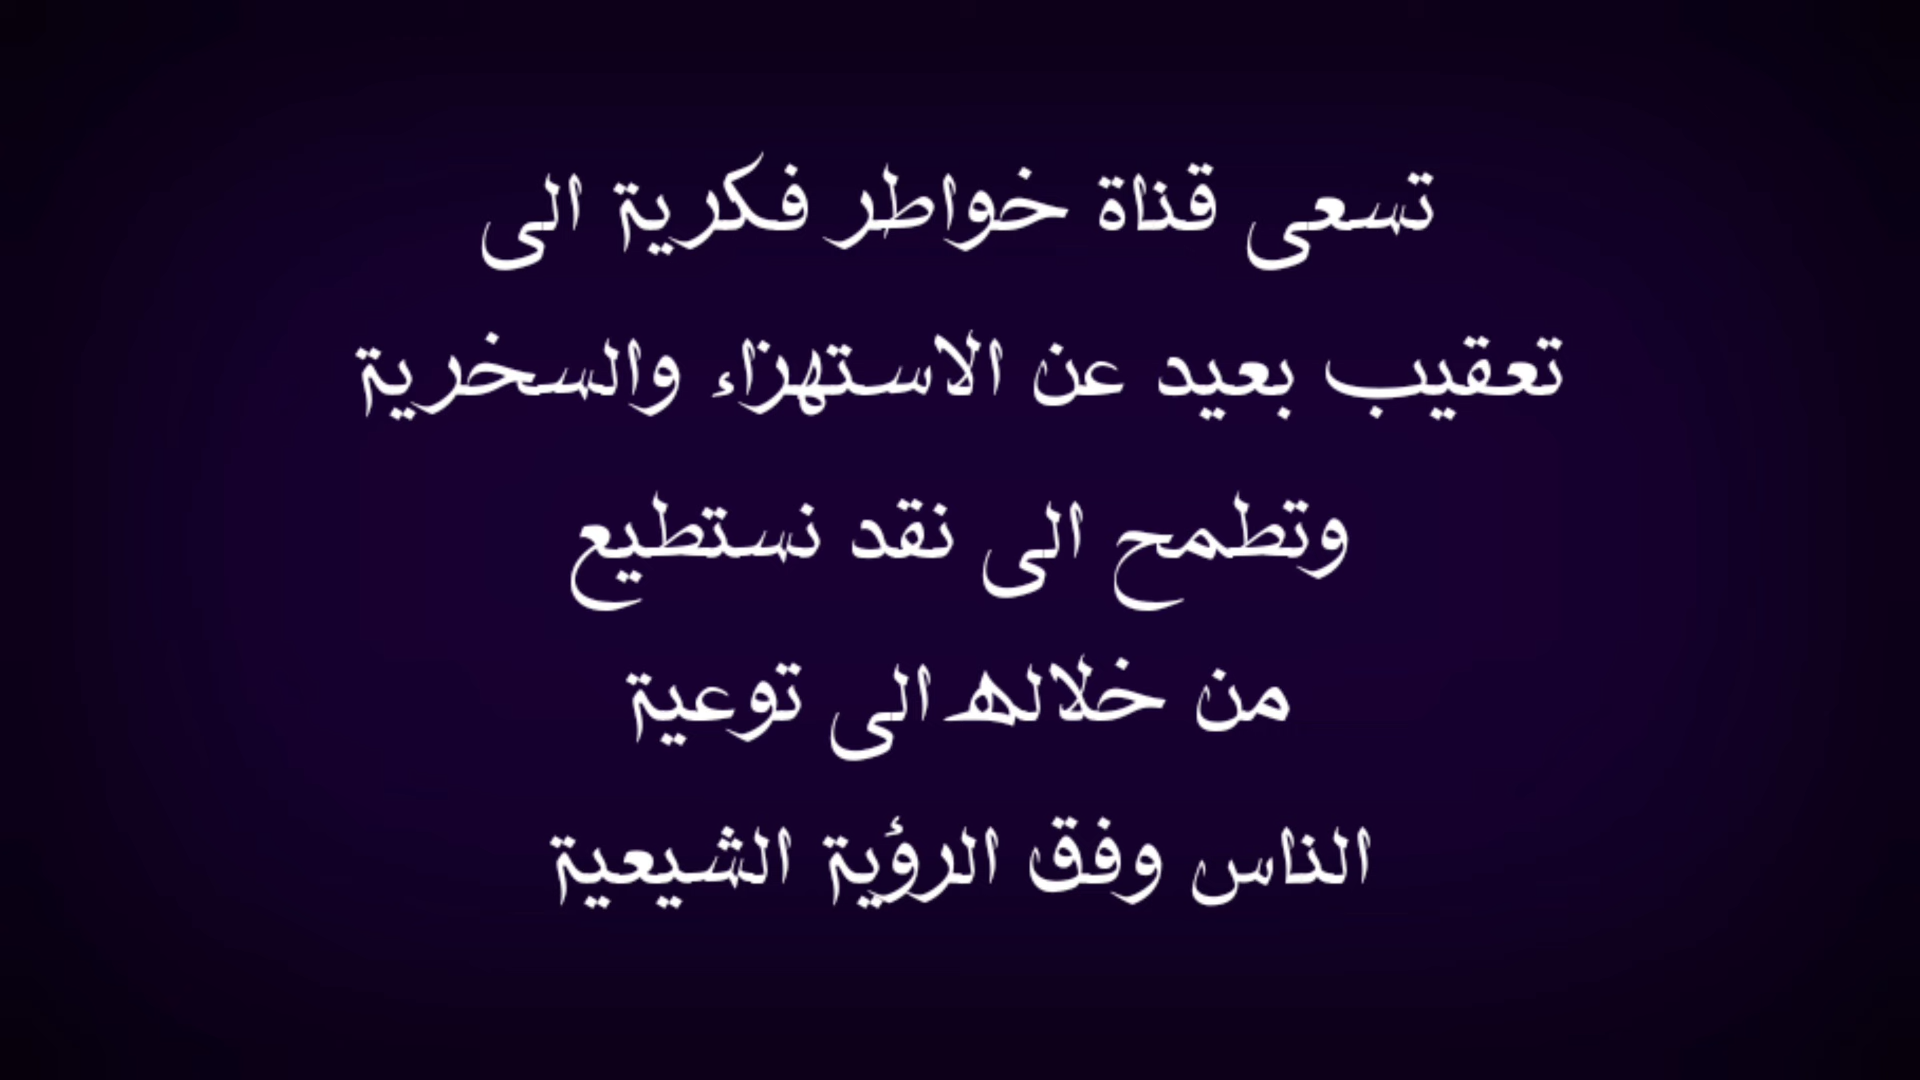 تسعى قناة خواطر فكرية الى
تعقيب بعيد عن الاستهزاء والسخرية
وتطمح الى نقد نستطيع
من خلاله الى توعية
الناس وفق الرؤية الشيعية